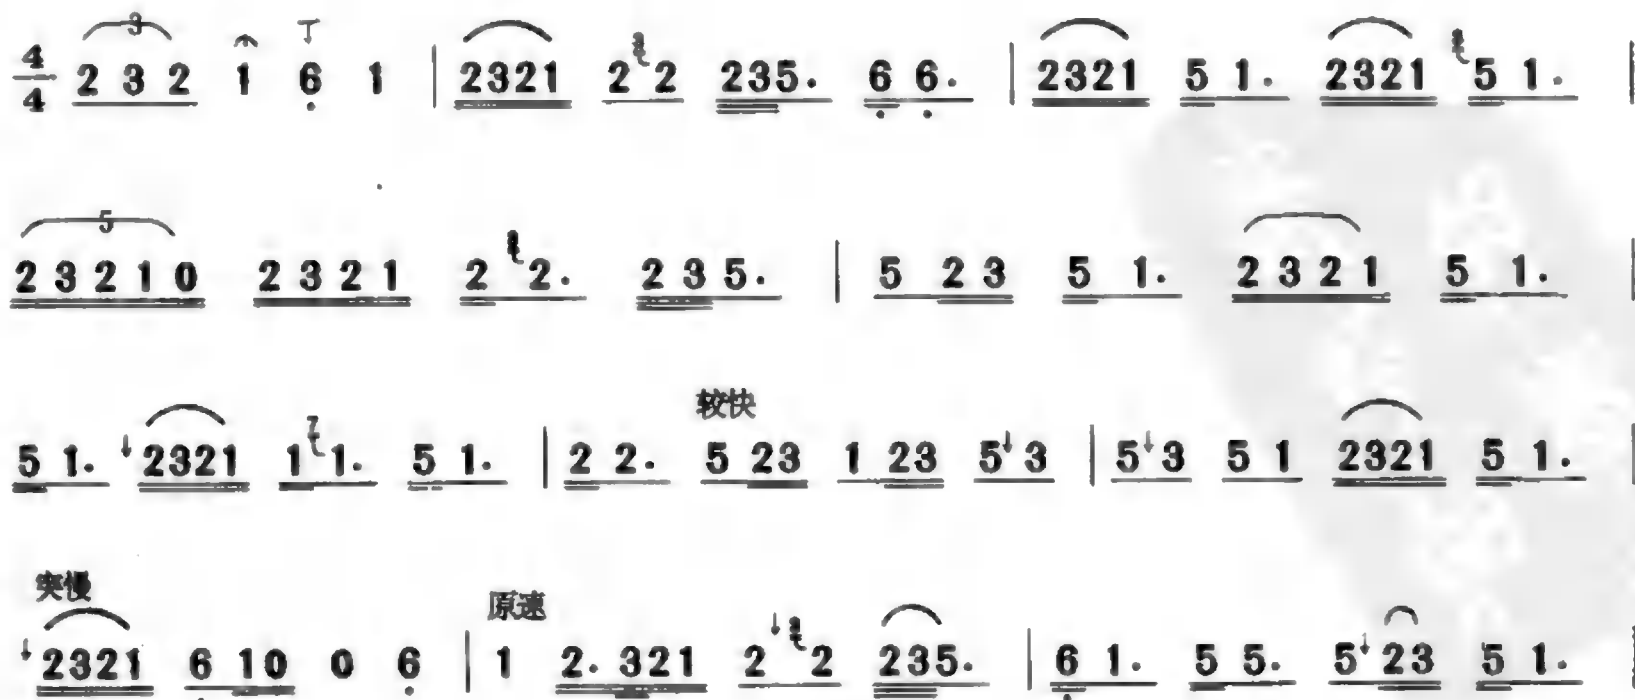 4/4 2 3 2 1 6 1 | 2321 2 2 235. 6 6. | 2321 5 1. 2321 5 1. |
2 3 2 1 0 2 3 2 1 2 2. 2 3 5. | 5 2 3 5 1. 2 3 2 1 5 1. |
较快
5 1. 2321 1 1. 5 1. | 2 2. 5 23 1 23 5 3 | 5 3 5 1 2321 5 1. |
突慢 原速
2321 6 10 0 6 | 1 2. 321 2 2 235. | 6 1. 5 5. 5 23 5 1. |